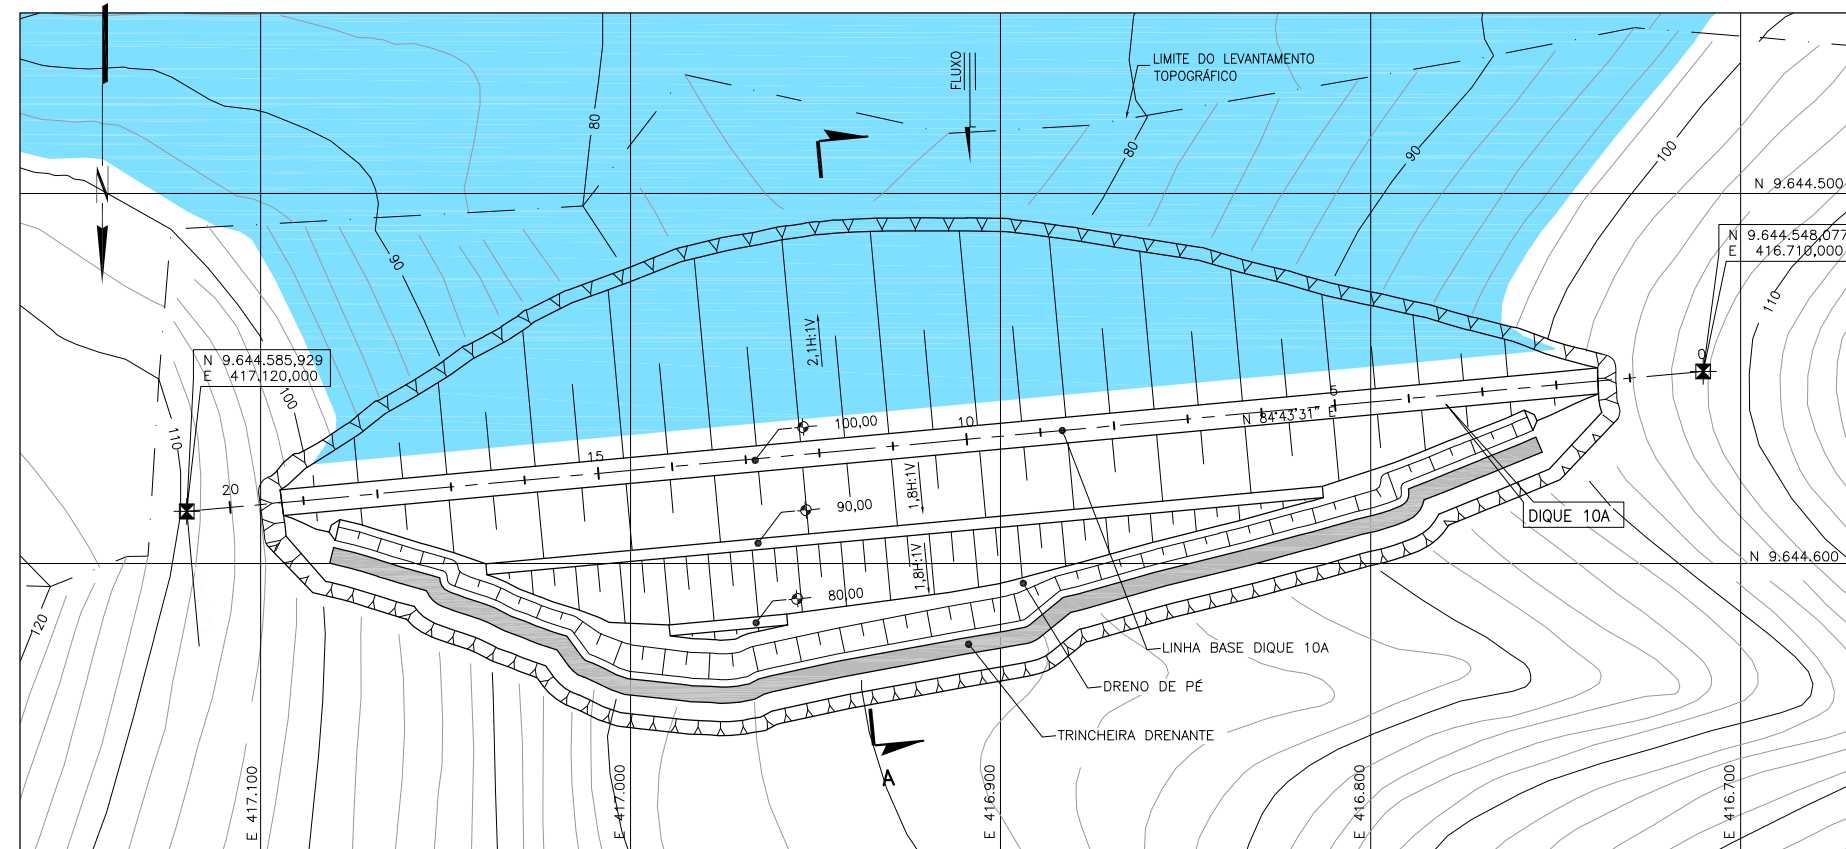 80
FLUXO
LIMITE DO LEVANTAMENTO
TOPOGRÁFICO
80
90
100
N 9.644.500
N 9.644.548,077
E 416.710,000
110
90
2,1H:1V
N 9.644.585,929
E 417.120,000
100
0
5
N 84°43'31" E
10
100,00
15
110
20
1,8H:1V
90,00
DIQUE 10A
N 9.644.600
1,8H:1V
80,00
120
LINHA BASE DIQUE 10A
DRENO DE PÉ
TRINCHEIRA DRENANTE
A
E 417.100
E 417.000
E 416.900
E 416.800
E 416.700
N